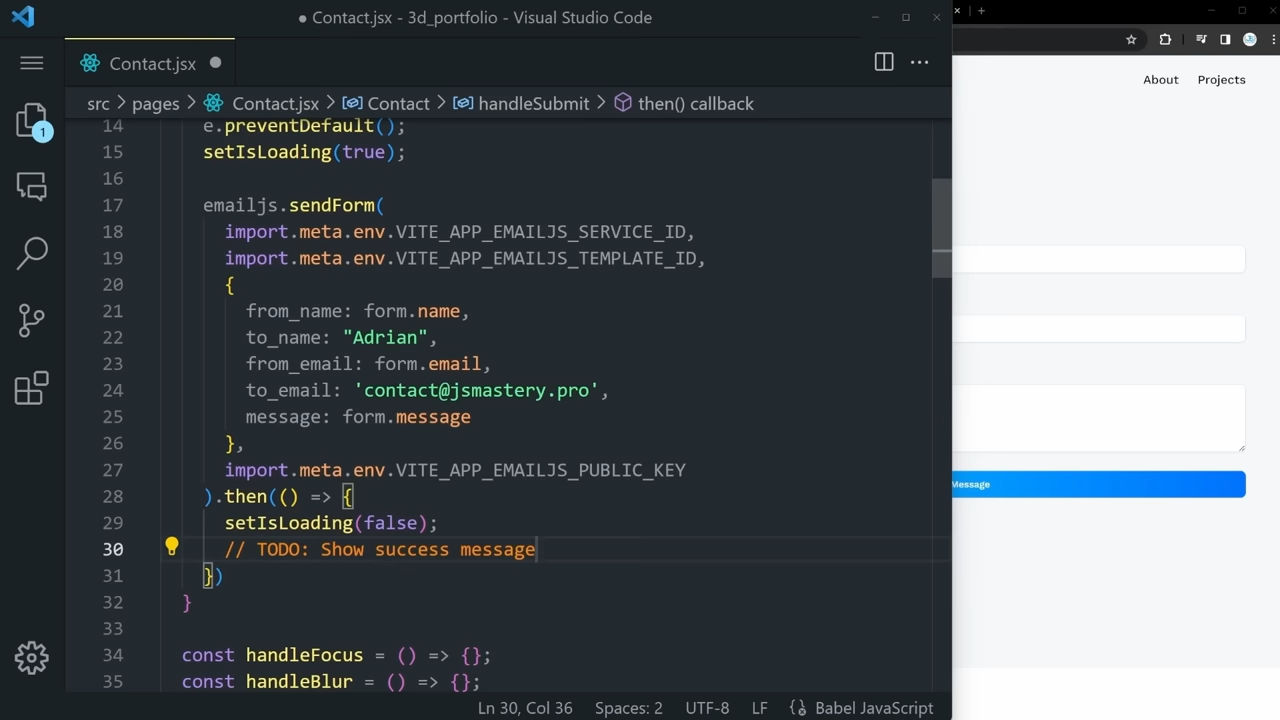 ● Contact.jsx - 3d_portfolio - Visual Studio Code
Contact.jsx
src > pages > Contact.jsx > Contact > handleSubmit > then() callback
1
14 e.preventDefault();
15 setIsLoading(true);
16
17 emailjs.sendForm(
18 import.meta.env.VITE_APP_EMAILJS_SERVICE_ID,
19 import.meta.env.VITE_APP_EMAILJS_TEMPLATE_ID,
20 {
21 from_name: form.name,
22 to_name: "Adrian",
23 from_email: form.email,
24 to_email: 'contact@jsmastery.pro',
25 message: form.message
26 },
27 import.meta.env.VITE_APP_EMAILJS_PUBLIC_KEY
28 ).then(() => {
29 setIsLoading(false);
30 // TODO: Show success message
31 })
32 }
33
34 const handleFocus = () => {};
35 const handleBlur = () => {};
Ln 30, Col 36 Spaces: 2 UTF-8 LF Babel JavaScript
About Projects
Message